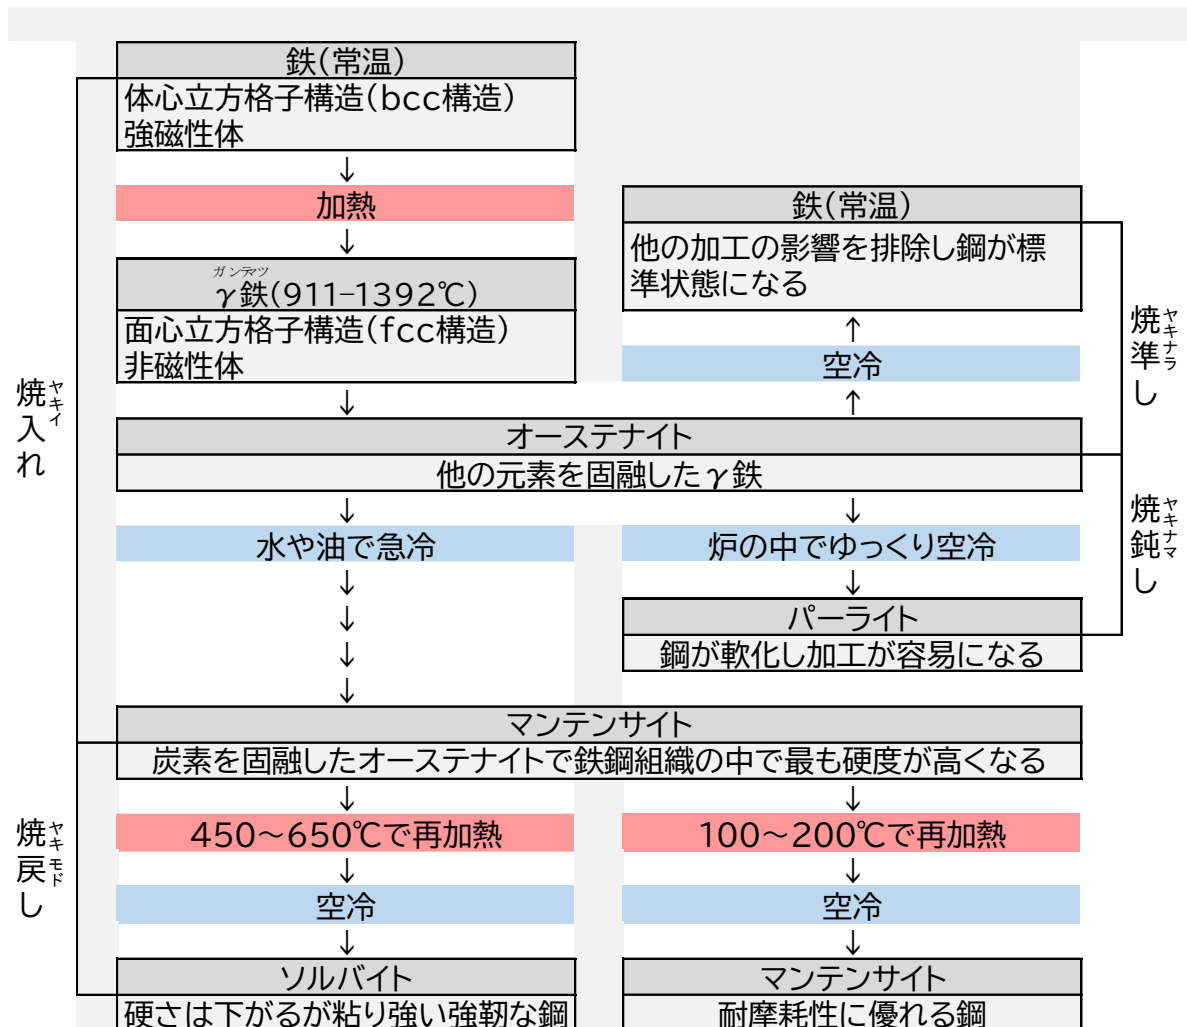 鉄(常温)
体心立方格子構造(bcc構造)
強磁性体
↓
加熱
↓
ガンマテツ
γ鉄(911-1392℃)
面心立方格子構造(fcc構造)
非磁性体
↓
鉄(常温)
他の加工の影響を排除し鋼が標
準状態になる
↑
空冷
↑
オーステナイト
他の元素を固融したγ鉄
↓
水や油で急冷
↓
↓
↓
↓
↓
炉の中でゆっくり空冷
↓
パーライト
鋼が軟化し加工が容易になる
マンテンサイト
炭素を固融したオーステナイトで鉄鋼組織の中で最も硬度が高くなる
↓
450~650℃で再加熱
↓
空冷
↓
ソルバイト
硬さは下がるが粘り強い強靭な鋼
↓
100~200℃で再加熱
↓
空冷
↓
マンテンサイト
耐摩耗性に優れる鋼
焼入れ
ヤキイ
焼戻し
ヤキモド
焼準し
ヤキナラ
焼鈍し
ヤキナマ